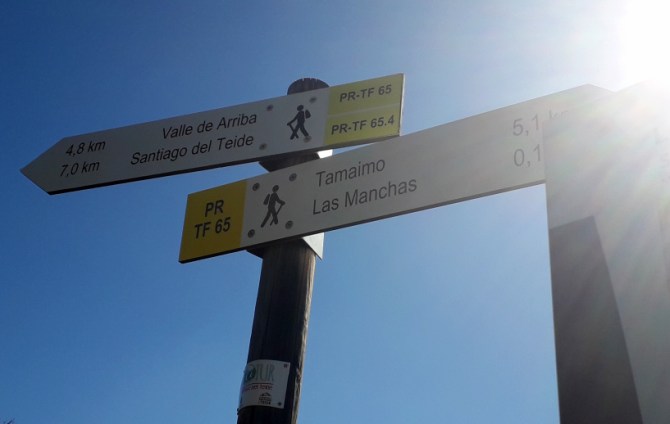 4,8 km Valle de Arriba PR-TF 65
7,0 km Santiago del Teide PR-TF 65.4
PR
TF 65
Tamaimo 5,1
Las Manchas 0,1